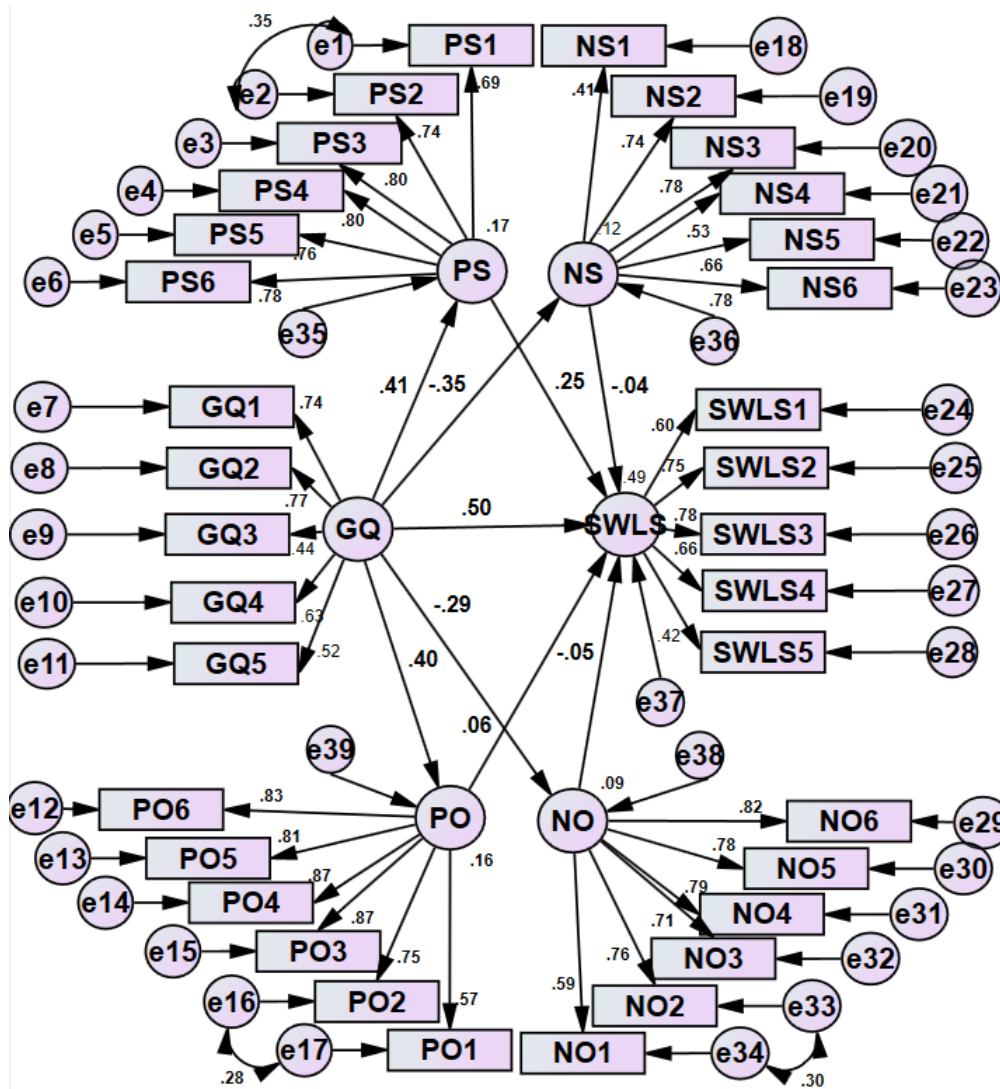 .35
e1
PS1
NS1
e18
e2
PS2
.69
.41
NS2
e19
e3
PS3
.74
.74
NS3
e20
e4
PS4
.80
.78
NS4
e21
e5
PS5
.80
.53
NS5
e22
e6
PS6
.76
.78
.66
NS6
e23
.78
.17
.12
PS
NS
e35
e36
.41
-.35
.25
-.04
e7
GQ1
.74
.60
SWLS1
e24
e8
GQ2
.77
.49
.75
SWLS2
e25
e9
GQ3
.44
GQ
.50
SWLS
.78
SWLS3
e26
e10
GQ4
.63
.66
SWLS4
e27
e11
GQ5
.52
.42
SWLS5
e28
-.29
.40
-.05
.06
e37
e39
e38
e12
PO6
.83
PO
NO
.09
.16
.82
NO6
e29
e13
PO5
.81
.78
NO5
e30
e14
PO4
.87
.79
NO4
e31
e15
PO3
.87
.71
NO3
e32
e16
PO2
.75
.76
NO2
e33
e17
PO1
.57
.59
NO1
e34
.28
.30